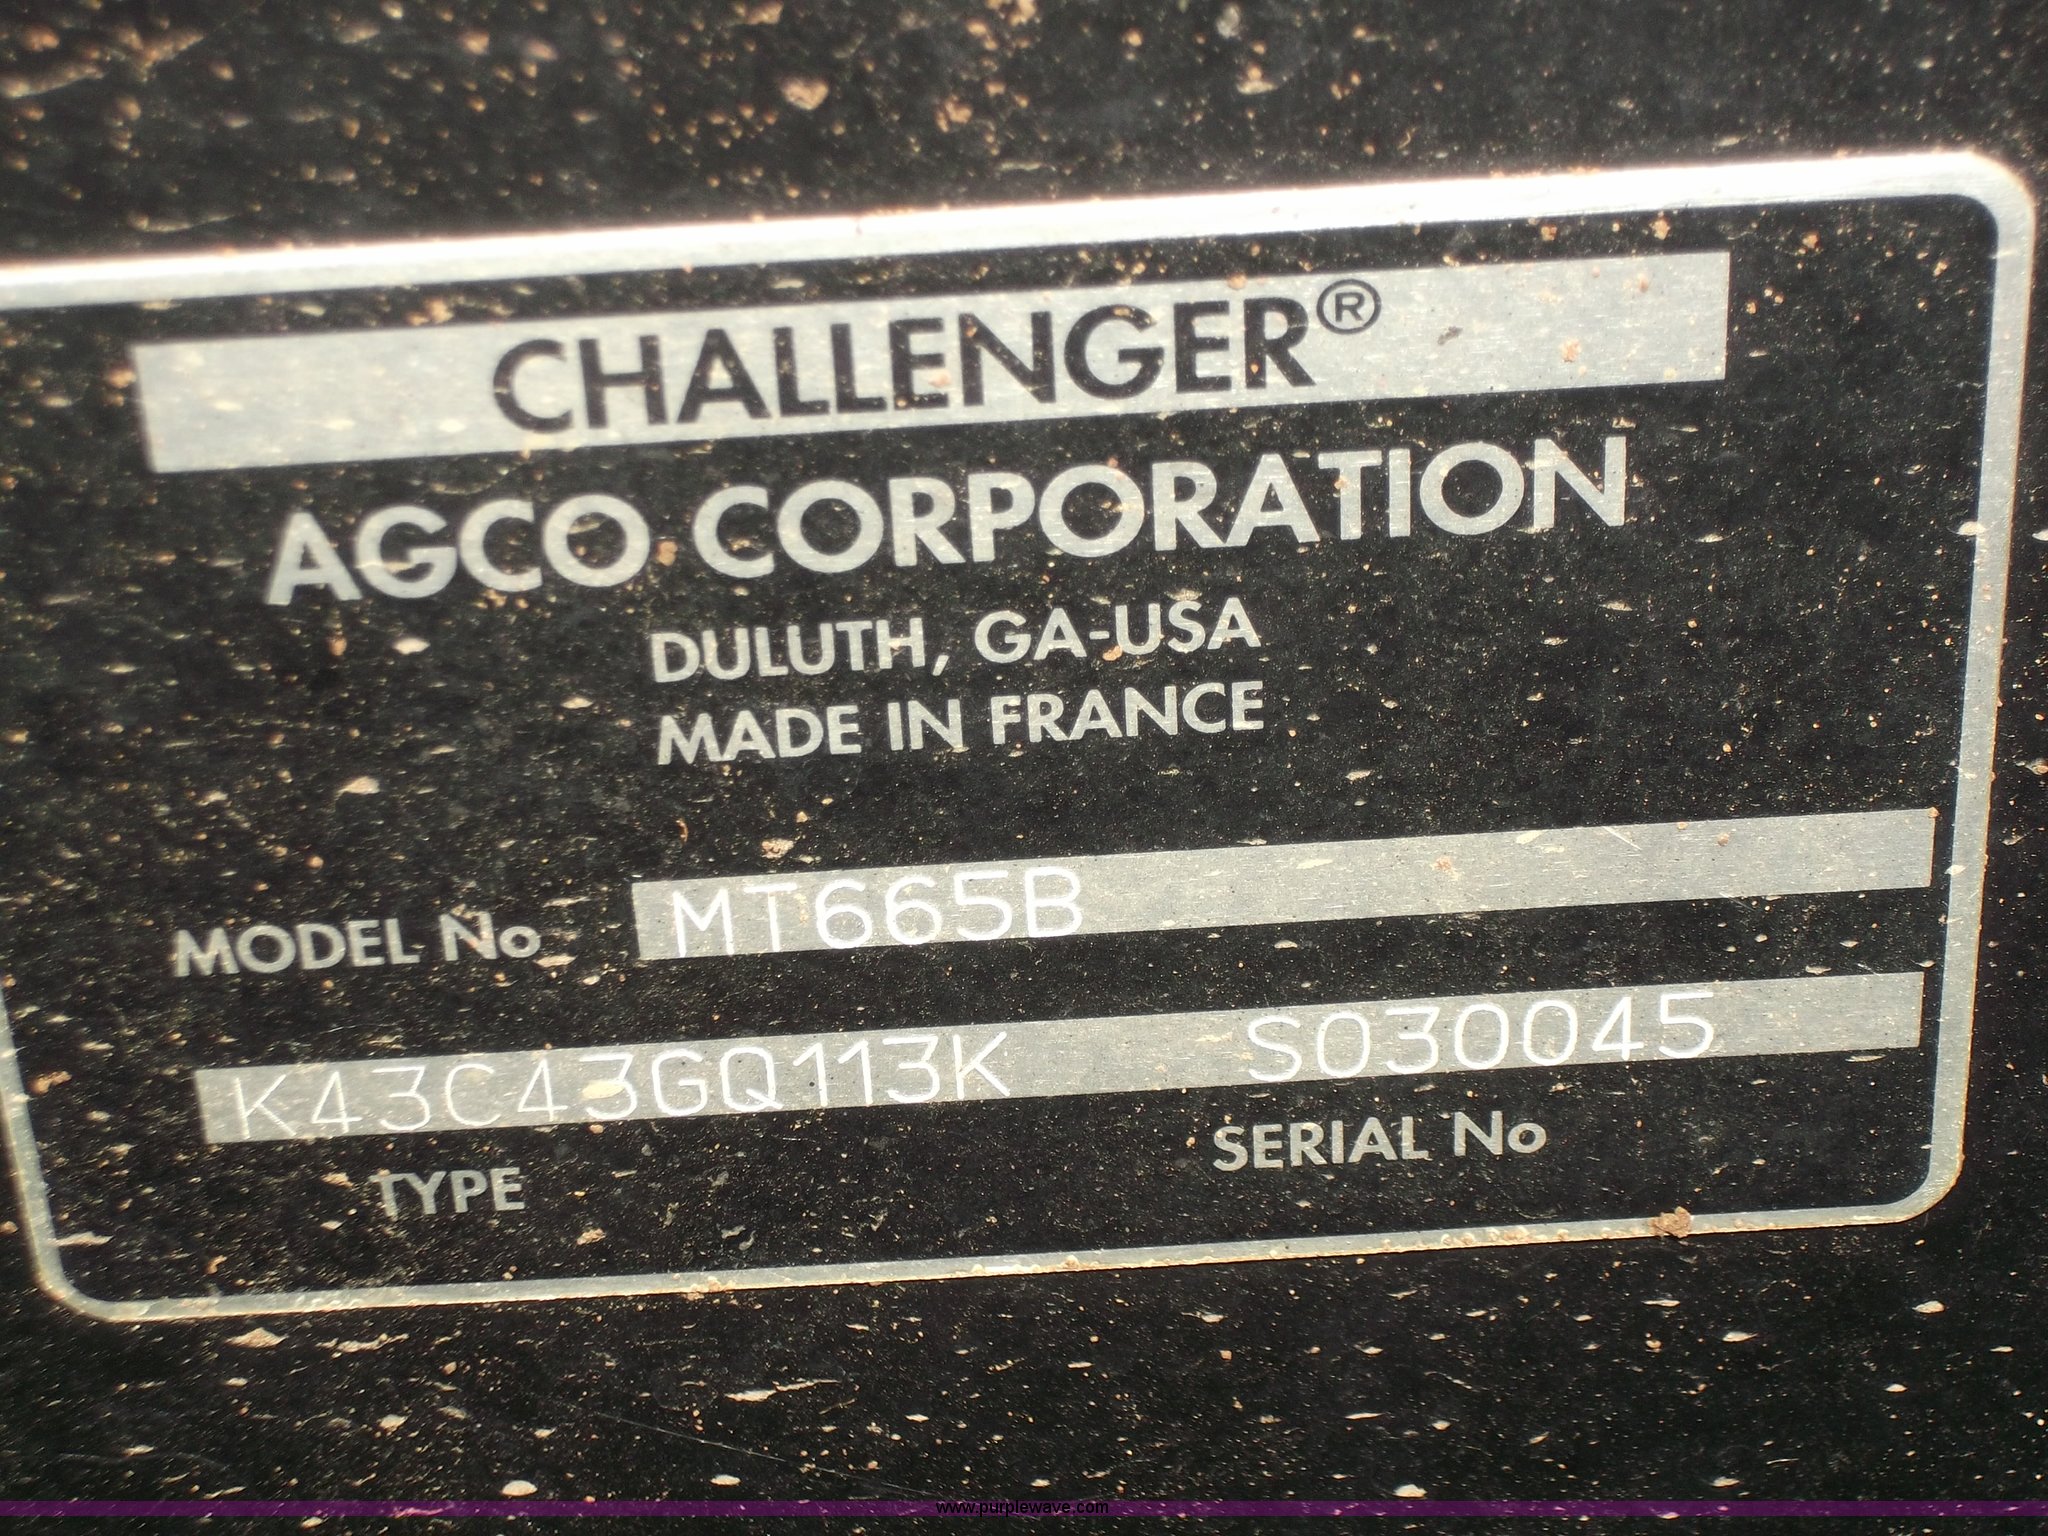 CHALLENGER®
AGCO CORPORATION
DULUTH, GA-USA
MADE IN FRANCE
MODEL No MT665B
K43C43GQ113K S030045
TYPE SERIAL No
www.purplewave.com